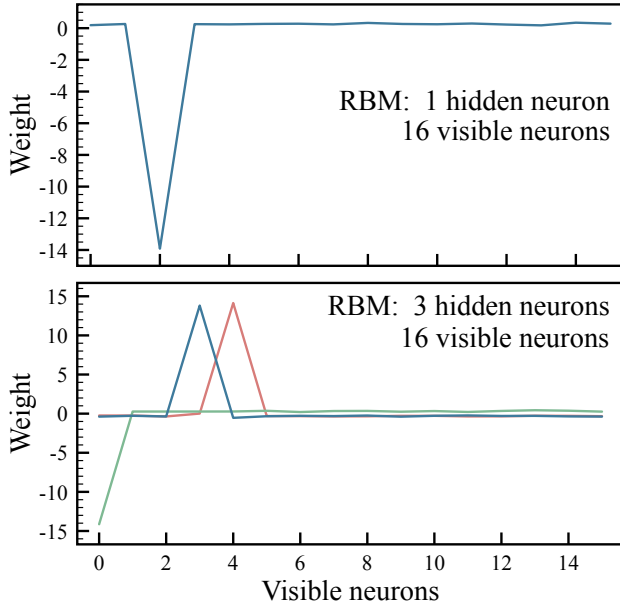 0
-2
-4
-6
-8
-10
-12
-14
Weight
RBM: 1 hidden neuron
16 visible neurons
15
10
5
0
-5
-10
-15
Weight
RBM: 3 hidden neurons
16 visible neurons
0 2 4 6 8 10 12 14
Visible neurons